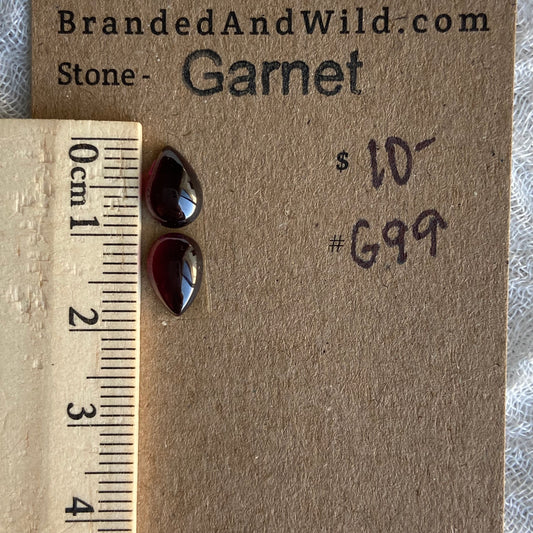 BrandedAndWild.com
Stone - Garnet
$ 10-
# G99
0cm
1
2
3
4